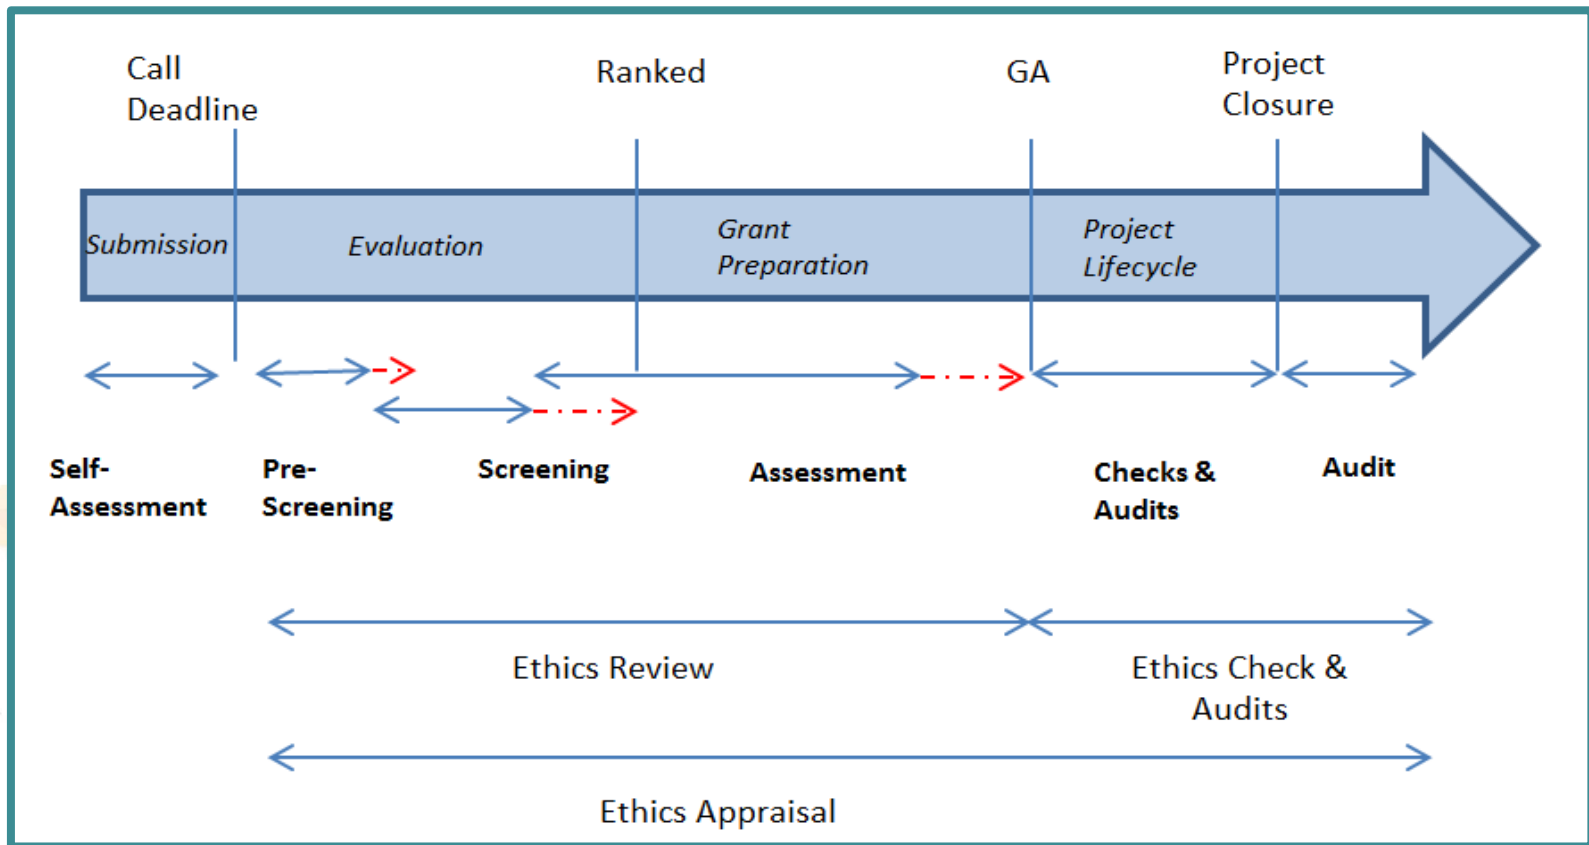 Call
Deadline
Ranked
GA
Project
Closure
Submission
Evaluation
Grant
Preparation
Project
Lifecycle
Self-
Assessment
Pre-
Screening
Screening
Assessment
Checks &
Audits
Audit
Ethics Review
Ethics Check &
Audits
Ethics Appraisal